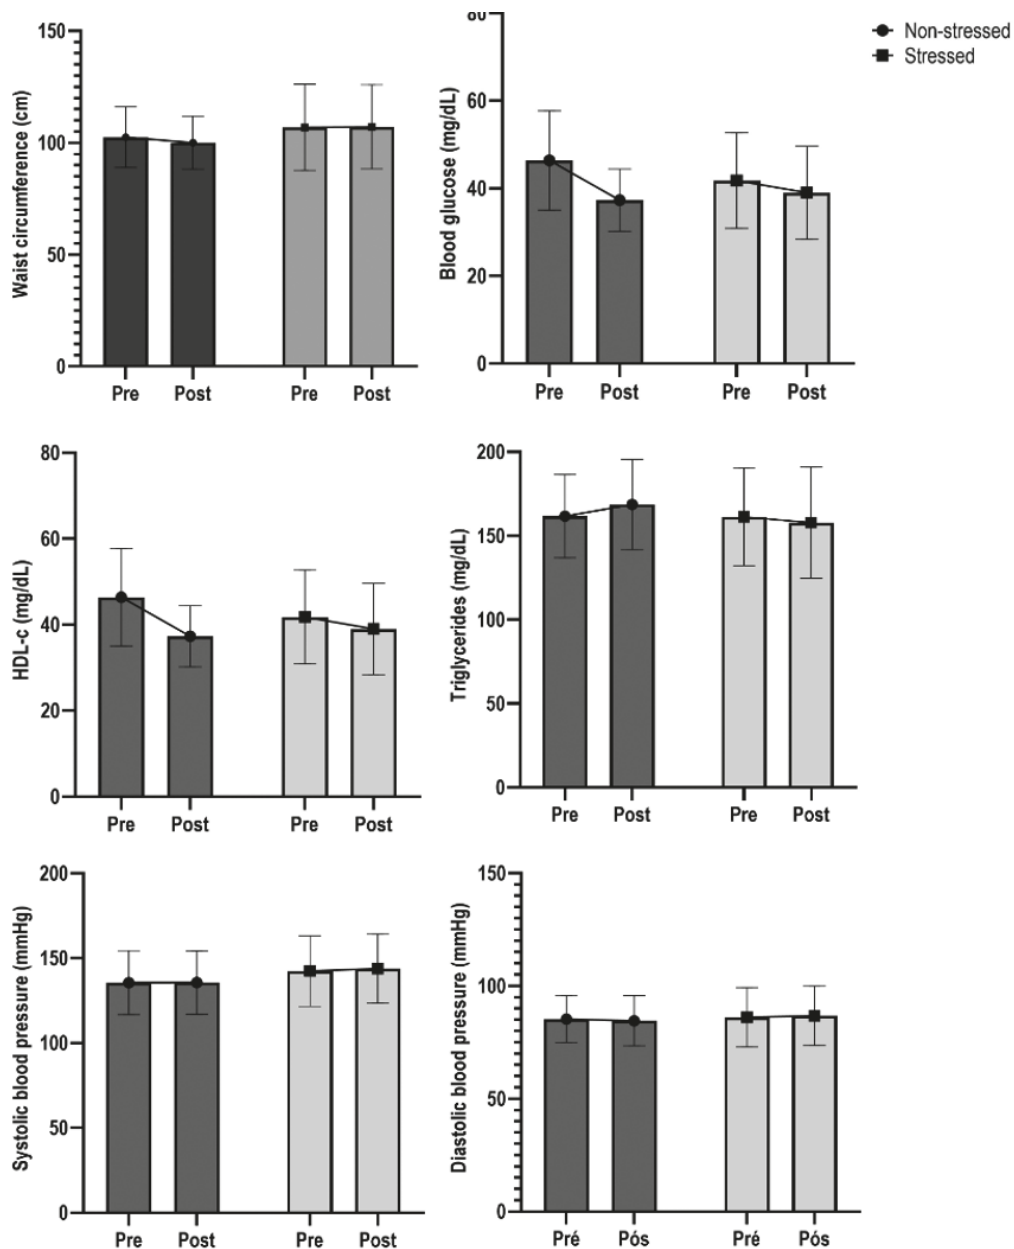 Non-stressed
Stressed
Waist circumference (cm)
150
100
50
0
Pre Post Pre Post
Blood glucose (mg/dL)
80
60
40
20
0
Pre Post Pre Post
HDL-c (mg/dL)
80
60
40
20
0
Pre Post Pre Post
Triglycerides (mg/dL)
200
150
100
50
0
Pre Post Pre Post
Systolic blood pressure (mmHg)
200
150
100
50
0
Pre Post Pre Post
Diastolic blood pressure (mmHg)
150
100
50
0
Pré Pós Pré Pós